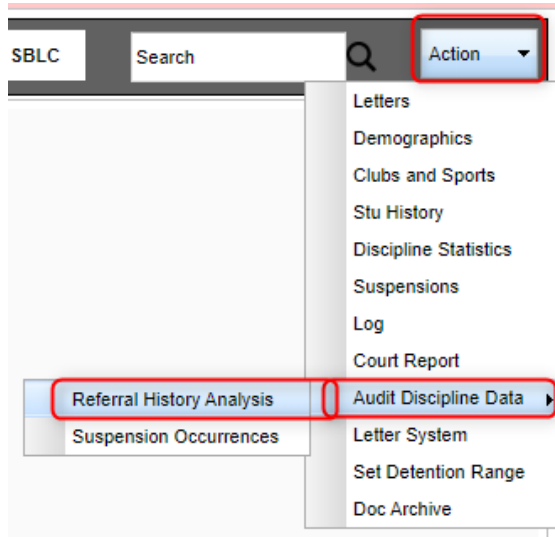 SBLC
Search
Action
Letters
Demographics
Clubs and Sports
Stu History
Discipline Statistics
Suspensions
Log
Court Report
Audit Discipline Data
Referral History Analysis
Suspension Occurrences
Letter System
Set Detention Range
Doc Archive